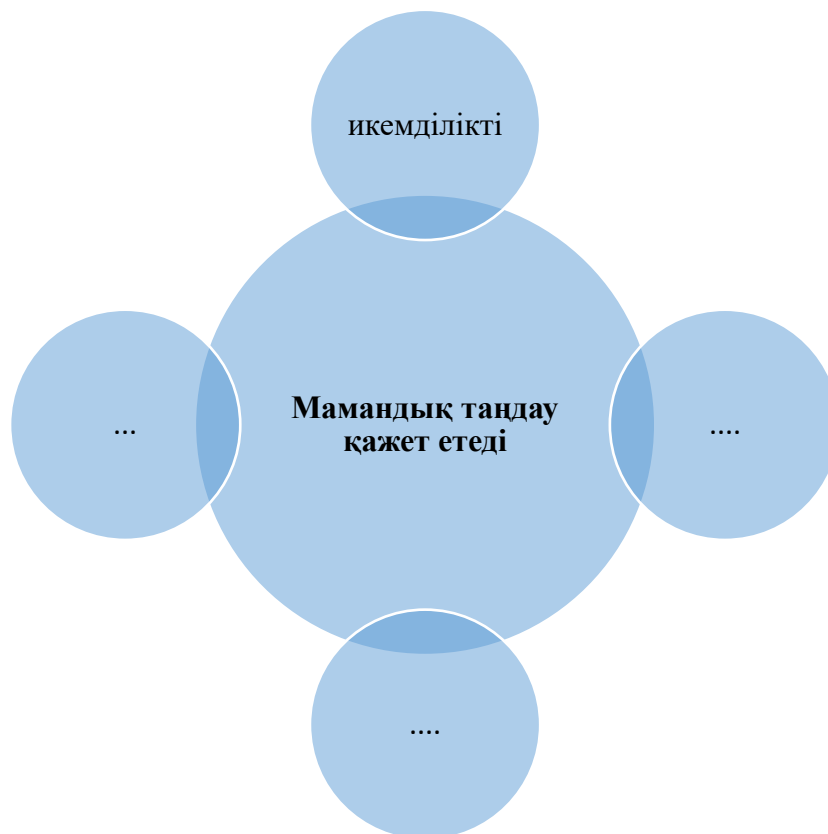 икемділікті
...
Мамандық таңдау
қажет етеді
....
....